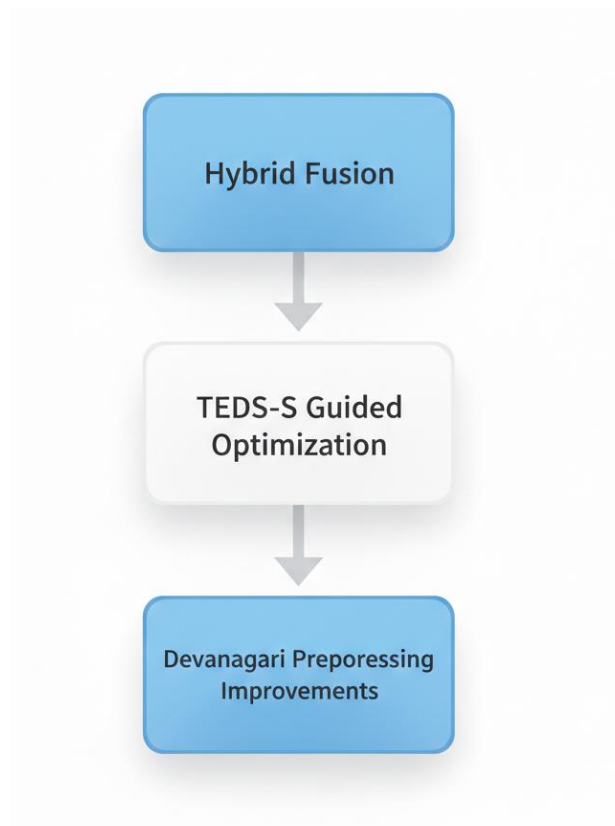 Hybrid Fusion
TEDS-S Guided
Optimization
Devanagari Preporessing
Improvements